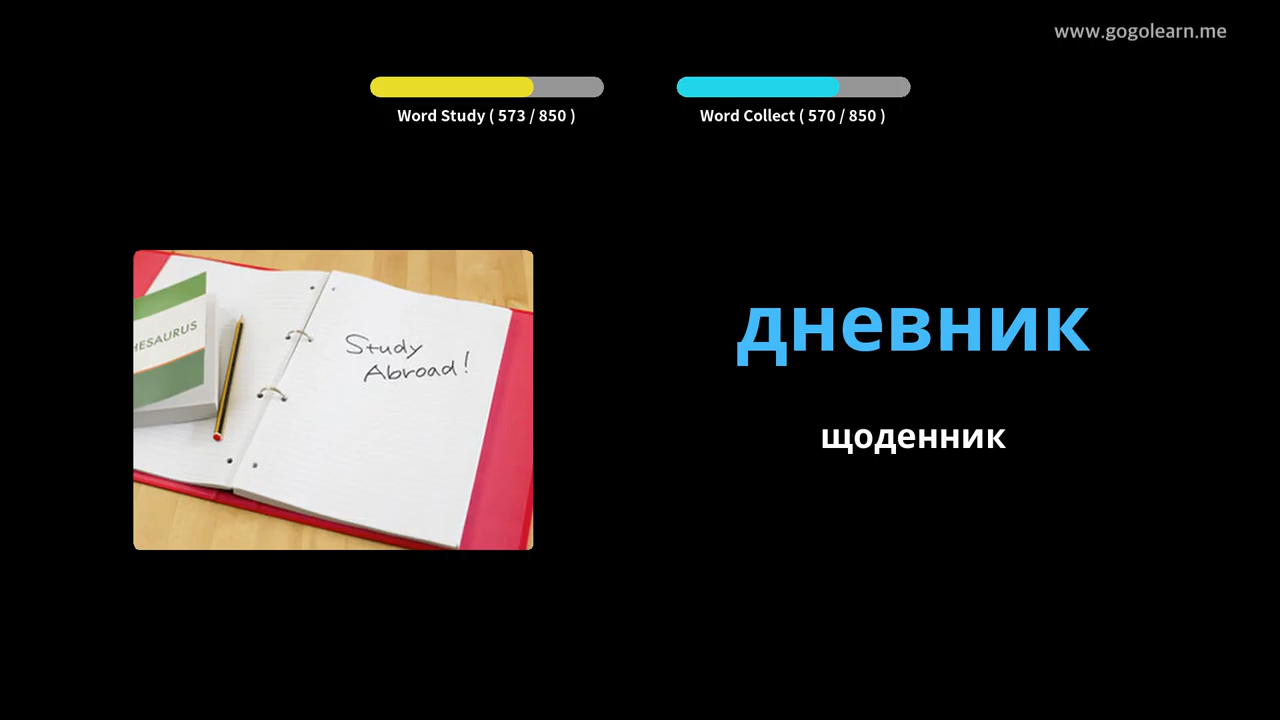 www.gogolearn.me
Word Study ( 573 / 850 )
Word Collect ( 570 / 850 )
HESAURUS
Study
Abroad!
дневник
щоденник